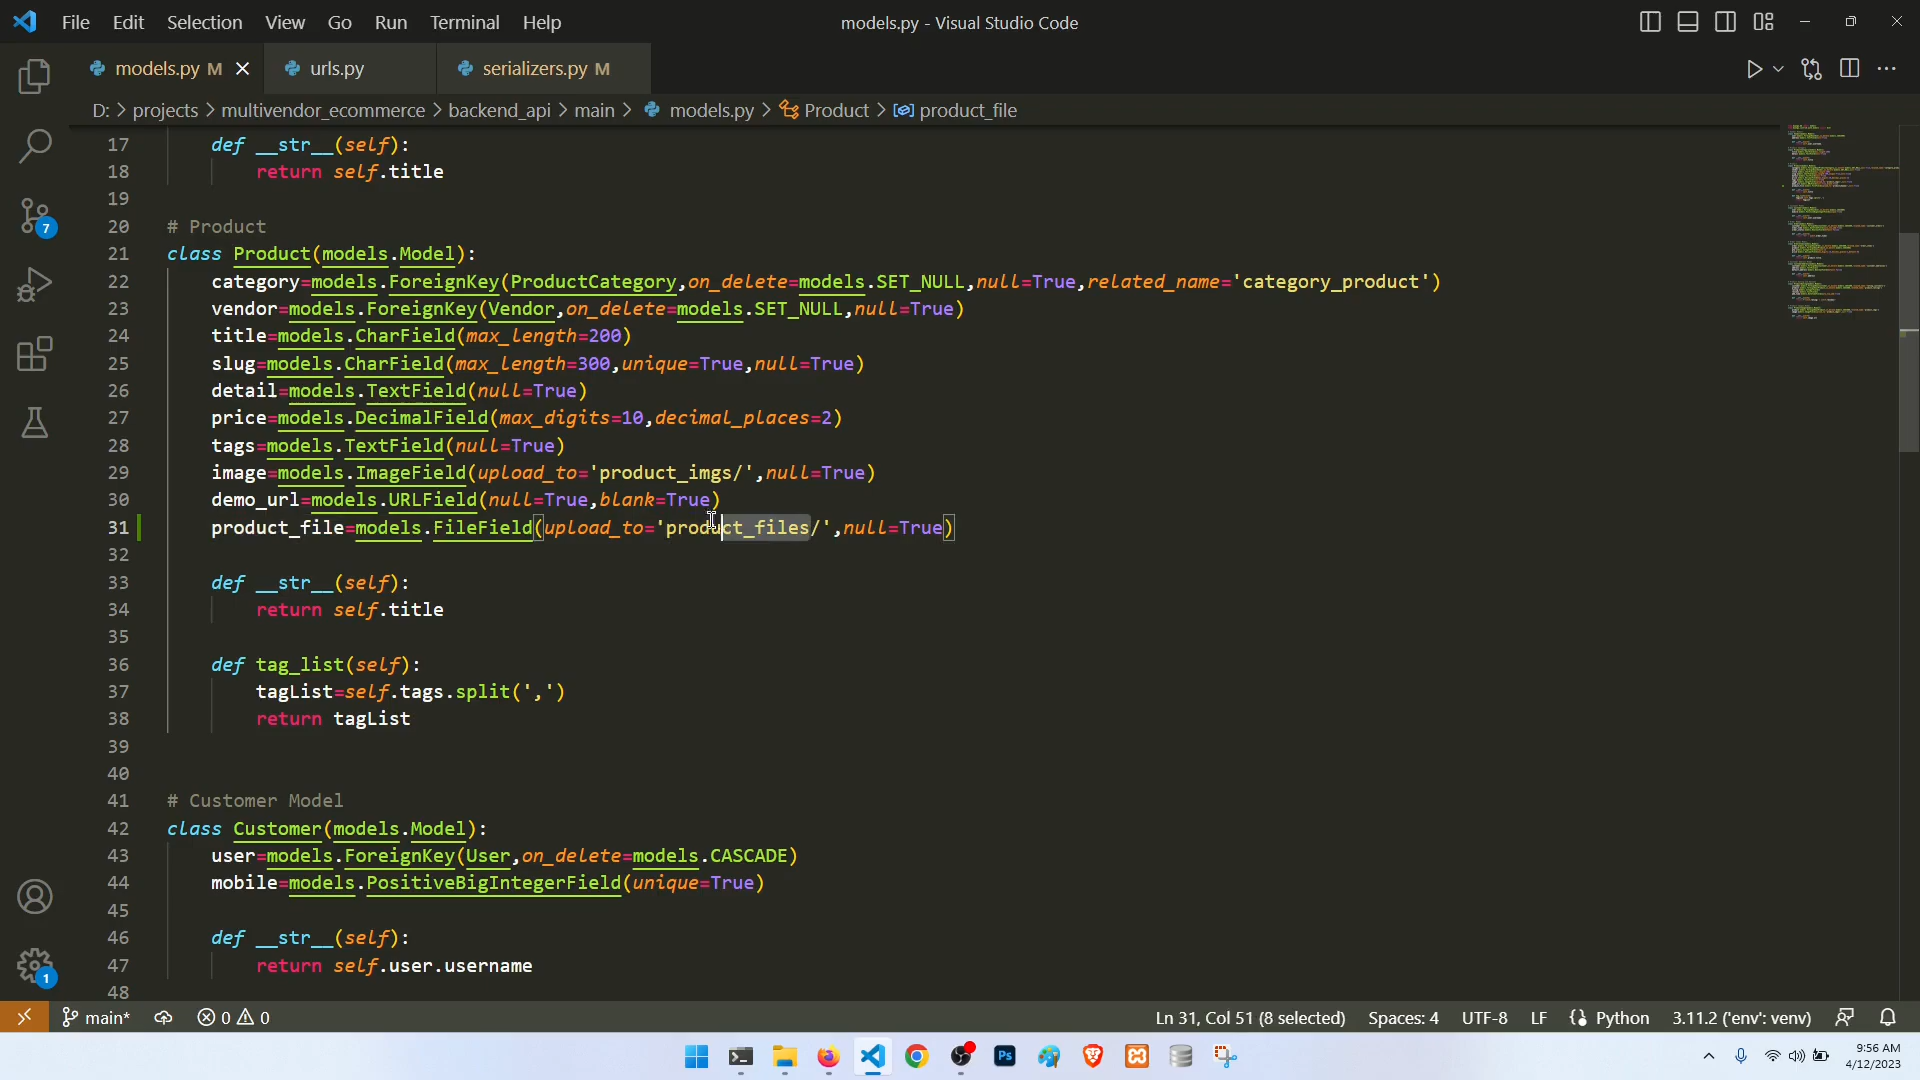 File Edit Selection View Go Run Terminal Help
models.py - Visual Studio Code
models.py M urls.py serializers.py M
D: > projects > multivendor_ecommerce > backend_api > main > models.py > Product > product_file
17 def __str__(self):
18 return self.title
19
20 # Product
21 class Product(models.Model):
22 category=models.ForeignKey(ProductCategory,on_delete=models.SET_NULL,null=True,related_name='category_product')
23 vendor=models.ForeignKey(Vendor,on_delete=models.SET_NULL,null=True)
24 title=models.CharField(max_length=200)
25 slug=models.CharField(max_length=300,unique=True,null=True)
26 detail=models.TextField(null=True)
27 price=models.DecimalField(max_digits=10,decimal_places=2)
28 tags=models.TextField(null=True)
29 image=models.ImageField(upload_to='product_imgs/',null=True)
30 demo_url=models.URLField(null=True,blank=True)
31 product_file=models.FileField(upload_to='product_files/',null=True)
32
33 def __str__(self):
34 return self.title
35
36 def tag_list(self):
37 tagList=self.tags.split(',')
38 return tagList
39
40
41 # Customer Model
42 class Customer(models.Model):
43 user=models.ForeignKey(User,on_delete=models.CASCADE)
44 mobile=models.PositiveBigIntegerField(unique=True)
45
46 def __str__(self):
47 return self.user.username
48
7
1
main* 0 0 Ln 31, Col 51 (8 selected) Spaces: 4 UTF-8 LF Python 3.11.2 ('env': venv)
Ps
9:56 AM
4/12/2023